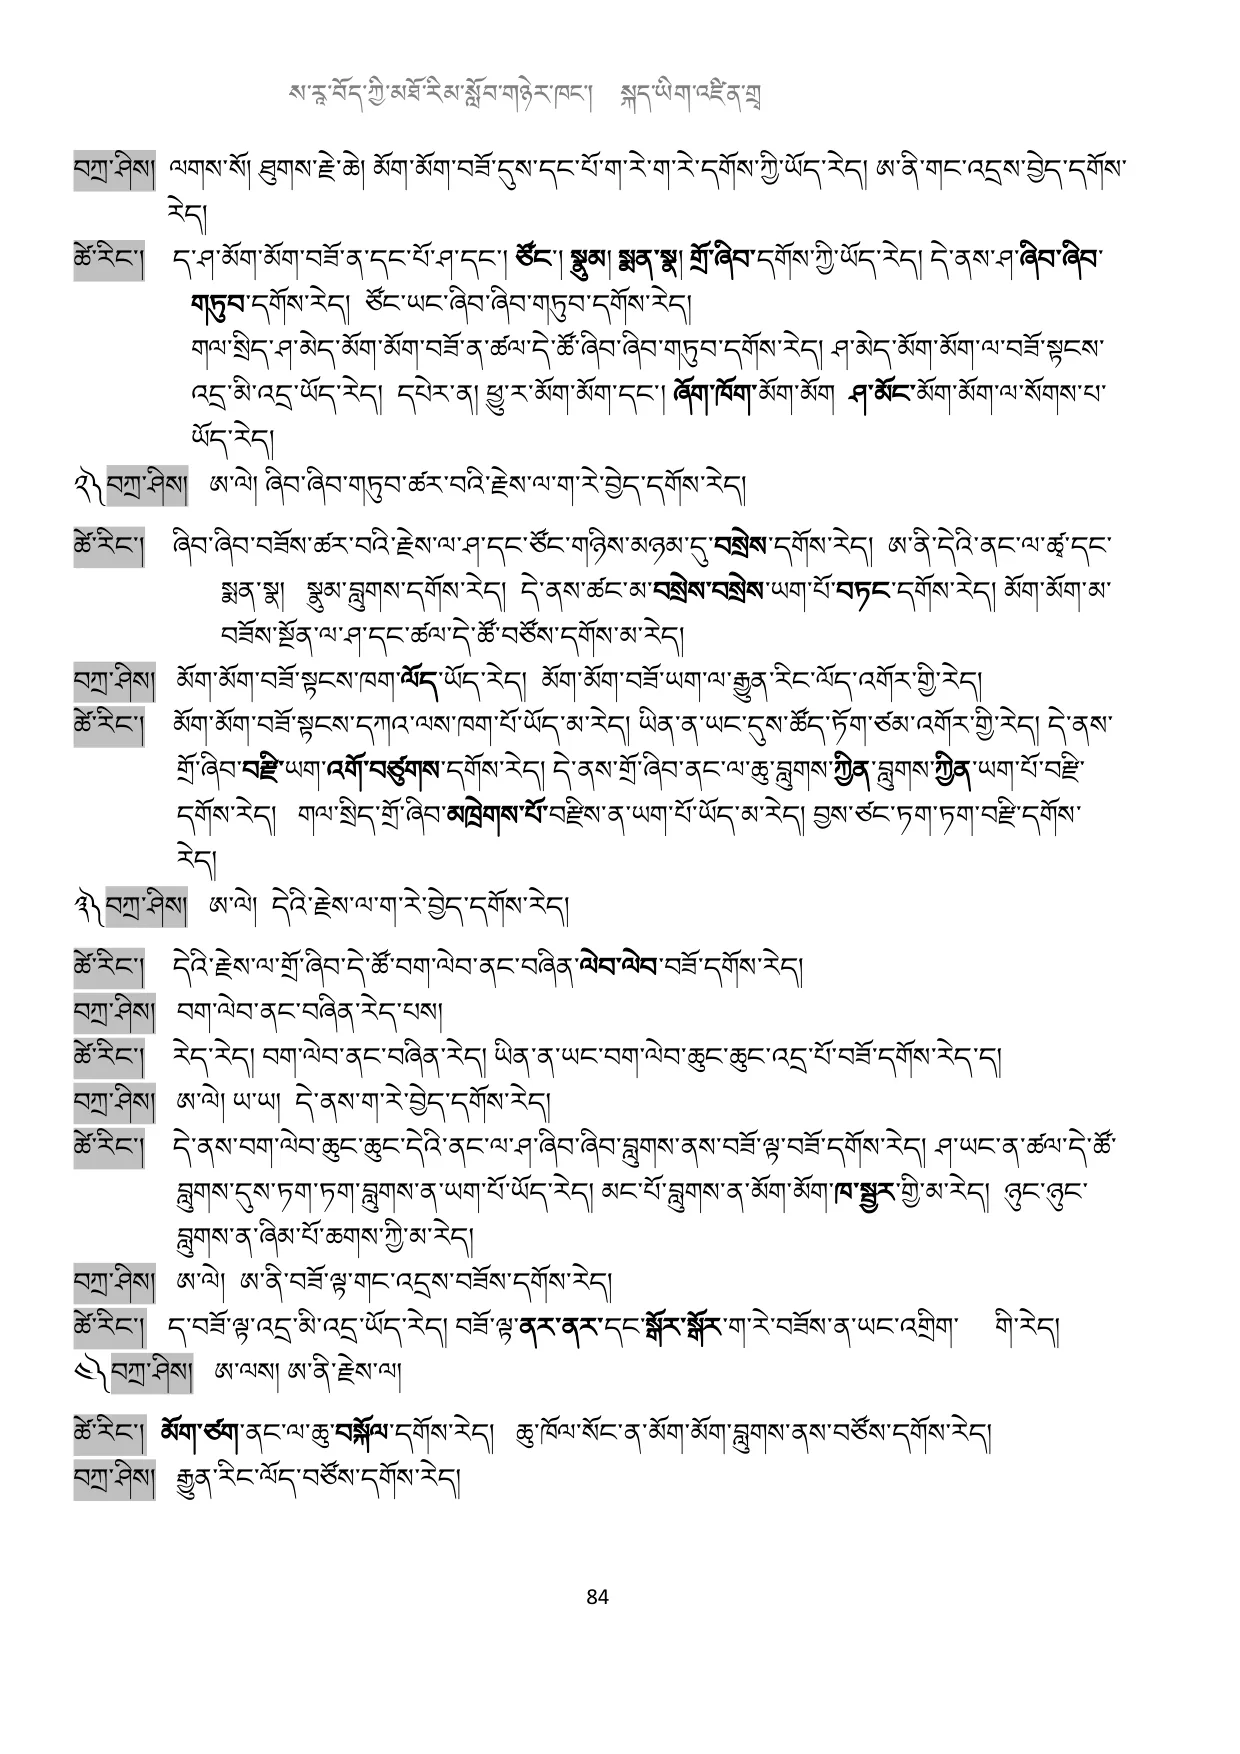 ས་རཱ་བོད་ཀྱི་མཐོ་རིམ་སློབ་གཉེར་ཁང་། སྐད་ཡིག་འཛིན་གྲྭ
བཀྲ་ཤིས། ལགས་སོ། ཐུགས་རྗེ་ཆེ། མོག་མོག་བཟོ་དུས་དང་པོ་ག་རེ་ག་རེ་དགོས་ཀྱི་ཡོད་རེད། ཨ་ནི་གང་འདྲས་བྱེད་དགོས་
རེད།
ཚེ་རིང་། ད་ཤ་མོག་མོག་བཟོ་ན་དང་པོ་ཤ་དང་། ཙོང་། སྣུམ། སྨན་སྣ། གྲོ་ཞིབ་དགོས་ཀྱི་ཡོད་རེད། དེ་ནས་ཤ་ཞིབ་ཞིབ་
གཏུབ་དགོས་རེད། ཙོང་ཡང་ཞིབ་ཞིབ་གཏུབ་དགོས་རེད།
གལ་སྲིད་ཤ་མེད་མོག་མོག་བཟོ་ན་ཚལ་དེ་ཚོ་ཞིབ་ཞིབ་གཏུབ་དགོས་རེད། ཤ་མེད་མོག་མོག་ལ་བཟོ་སྟངས་
འདྲ་མི་འདྲ་ཡོད་རེད། དཔེར་ན། ཕྱུ་ར་མོག་མོག་དང་། ཞོག་ཁོག་མོག་མོག ཤ་མོང་མོག་མོག་ལ་སོགས་པ་
ཡོད་རེད།
༢༽ བཀྲ་ཤིས། ཨ་ལེ། ཞིབ་ཞིབ་གཏུབ་ཚར་བའི་རྗེས་ལ་ག་རེ་བྱེད་དགོས་རེད།
ཚེ་རིང་། ཞིབ་ཞིབ་བཟོས་ཚར་བའི་རྗེས་ལ་ཤ་དང་ཙོང་གཉིས་མཉམ་དུ་བསྲེས་དགོས་རེད། ཨ་ནི་དེའི་ནང་ལ་ཚྭ་དང་
སྨན་སྣ། སྣུམ་བླུགས་དགོས་རེད། དེ་ནས་ཚང་མ་བསྲེས་བསྲེས་ཡག་པོ་བཏང་དགོས་རེད། མོག་མོག་མ་
བཟོས་སྔོན་ལ་ཤ་དང་ཚལ་དེ་ཚོ་བཙོས་དགོས་མ་རེད།
བཀྲ་ཤིས། མོག་མོག་བཟོ་སྟངས་ཁག་ལོད་ཡོད་རེད། མོག་མོག་བཟོ་ཡག་ལ་རྒྱུན་རིང་ལོད་འགོར་གྱི་རེད།
ཚེ་རིང་། མོག་མོག་བཟོ་སྟངས་དཀའ་ལས་ཁག་པོ་ཡོད་མ་རེད། ཡིན་ན་ཡང་དུས་ཚོད་ཏོག་ཙམ་འགོར་གྱི་རེད། དེ་ནས་
གྲོ་ཞིབ་བརྫི་ཡག་འགོ་བཙུགས་དགོས་རེད། དེ་ནས་གྲོ་ཞིབ་ནང་ལ་ཆུ་བླུགས་ཀྱིན་བླུགས་ཀྱིན་ཡག་པོ་བརྫི་
དགོས་རེད། གལ་སྲིད་གྲོ་ཞིབ་མཁྲེགས་པོ་བརྫིས་ན་ཡག་པོ་ཡོད་མ་རེད། བྱས་ཙང་ཏག་ཏག་བརྫི་དགོས་
རེད།
༣༽ བཀྲ་ཤིས། ཨ་ལེ། དེའི་རྗེས་ལ་ག་རེ་བྱེད་དགོས་རེད།
ཚེ་རིང་། དེའི་རྗེས་ལ་གྲོ་ཞིབ་དེ་ཚོ་བག་ལེབ་ནང་བཞིན་ལེབ་ལེབ་བཟོ་དགོས་རེད།
བཀྲ་ཤིས། བག་ལེབ་ནང་བཞིན་རེད་པས།
ཚེ་རིང་། རེད་རེད། བག་ལེབ་ནང་བཞིན་རེད། ཡིན་ན་ཡང་བག་ལེབ་ཆུང་ཆུང་འདྲ་པོ་བཟོ་དགོས་རེད་ད།
བཀྲ་ཤིས། ཨ་ལེ། ཡ་ཡ། དེ་ནས་ག་རེ་བྱེད་དགོས་རེད།
ཚེ་རིང་། དེ་ནས་བག་ལེབ་ཆུང་ཆུང་དེའི་ནང་ལ་ཤ་ཞིབ་ཞིབ་བླུགས་ནས་བཟོ་ལྟ་བཟོ་དགོས་རེད། ཤ་ཡང་ན་ཚལ་དེ་ཚོ་
བླུགས་དུས་ཏག་ཏག་བླུགས་ན་ཡག་པོ་ཡོད་རེད། མང་པོ་བླུགས་ན་མོག་མོག་ཁ་སྦྱར་གྱི་མ་རེད། ཉུང་ཉུང་
བླུགས་ན་ཞིམ་པོ་ཆགས་ཀྱི་མ་རེད།
བཀྲ་ཤིས། ཨ་ལེ། ཨ་ནི་བཟོ་ལྟ་གང་འདྲས་བཟོས་དགོས་རེད།
ཚེ་རིང་། ད་བཟོ་ལྟ་འདྲ་མི་འདྲ་ཡོད་རེད། བཟོ་ལྟ་ནར་ནར་དང་སྒོར་སྒོར་ག་རེ་བཟོས་ན་ཡང་འགྲིག་ གི་རེད།
༤༽ བཀྲ་ཤིས། ཨ་ལས། ཨ་ནི་རྗེས་ལ།
ཚེ་རིང་། མོག་ཙག་ནང་ལ་ཆུ་བསྐོལ་དགོས་རེད། ཆུ་ཁོལ་སོང་ན་མོག་མོག་བླུགས་ནས་བཙོས་དགོས་རེད།
བཀྲ་ཤིས། རྒྱུན་རིང་ལོད་བཙོས་དགོས་རེད།
84